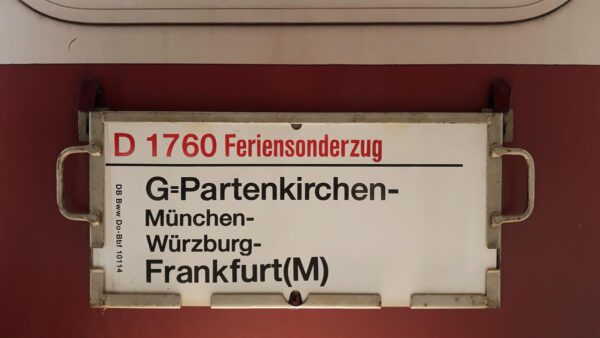 D 1760 Feriensonderzug
G=Partenkirchen-
München-
Würzburg-
Frankfurt(M)
DB Bww Do-Bbf 10114